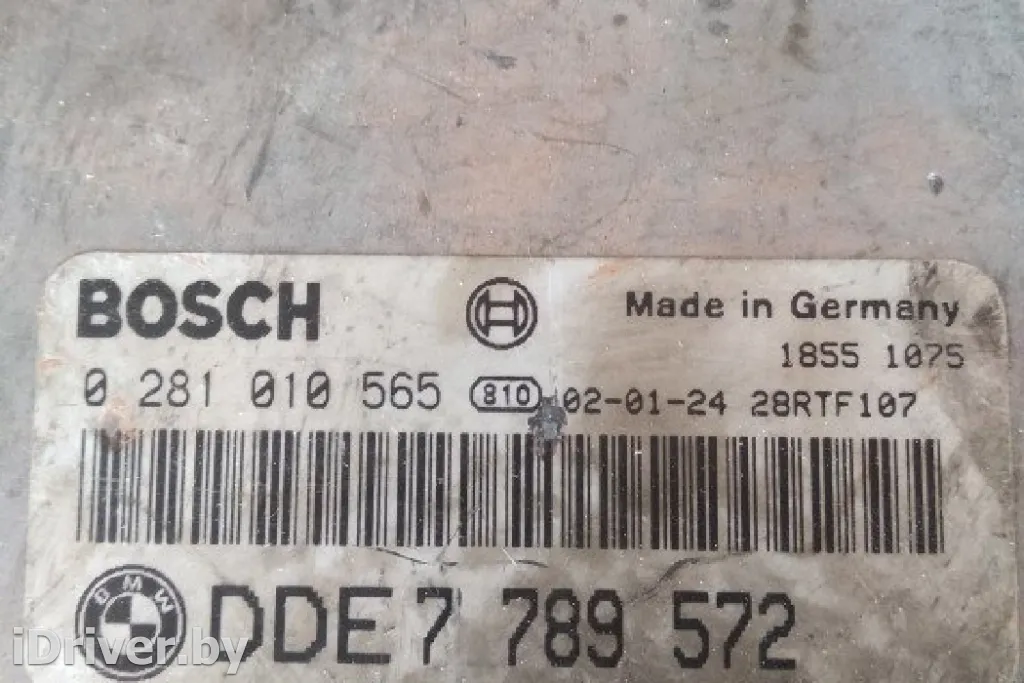 BOSCH
Made in Germany
1855 1075
0 281 010 565 810 02-01-24 28RTF107
BMW DDE 7 789 572
iDriver.by